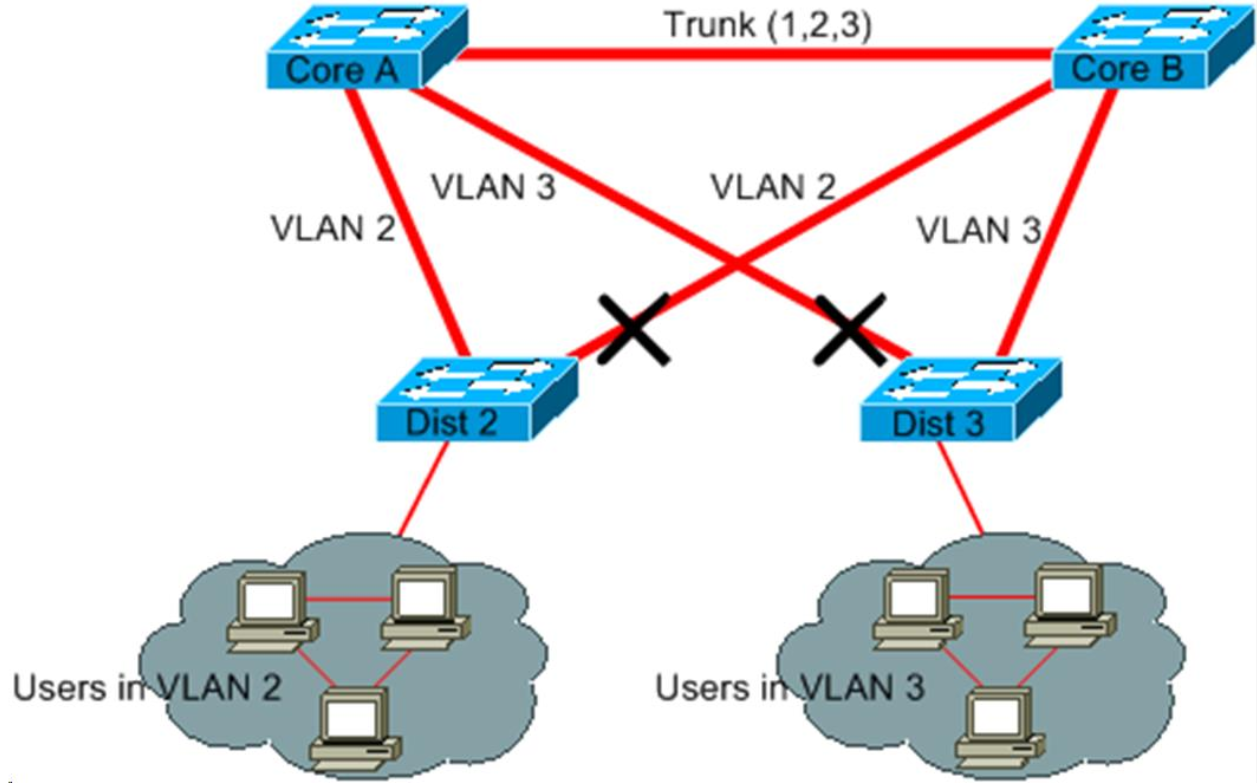 Trunk (1,2,3)
Core A
Core B
VLAN 3
VLAN 2
VLAN 2
VLAN 3
Dist 2
Dist 3
Users in VLAN 2
Users in VLAN 3